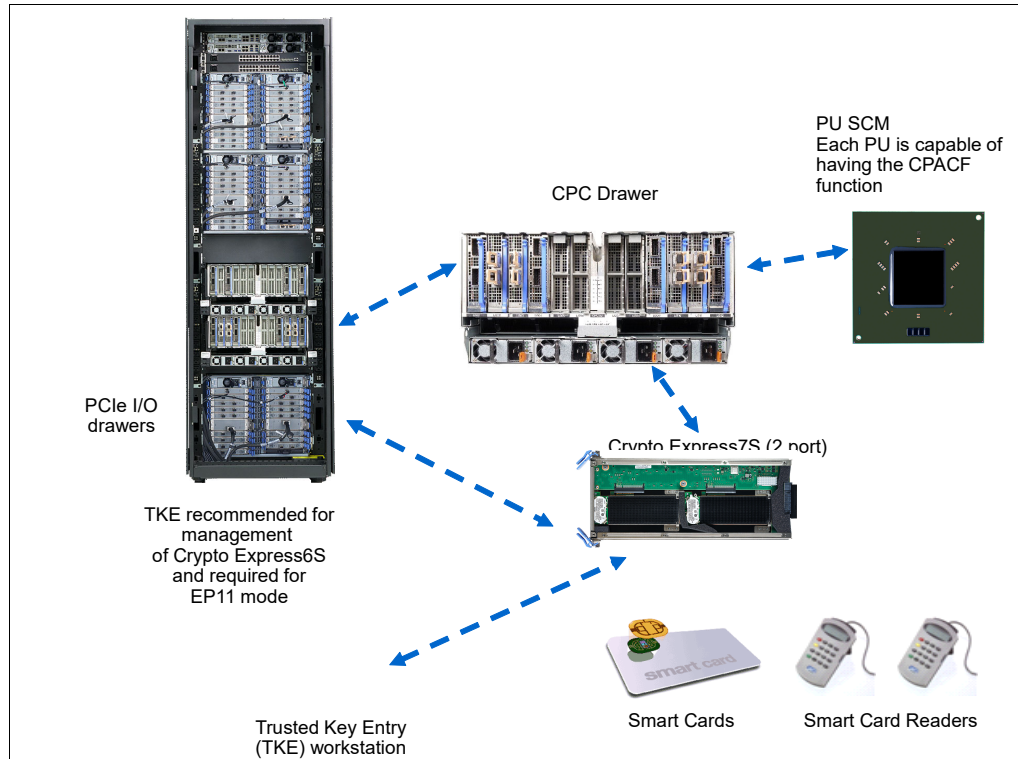 PU SCM
Each PU is capable of
having the CPACF
function
CPC Drawer
PCIe I/O
drawers
Crypto Express7S (2 port)
TKE recommended for
management
of Crypto Express6S
and required for
EP11 mode
smart card
Smart Cards
Smart Card Readers
Trusted Key Entry
(TKE) workstation